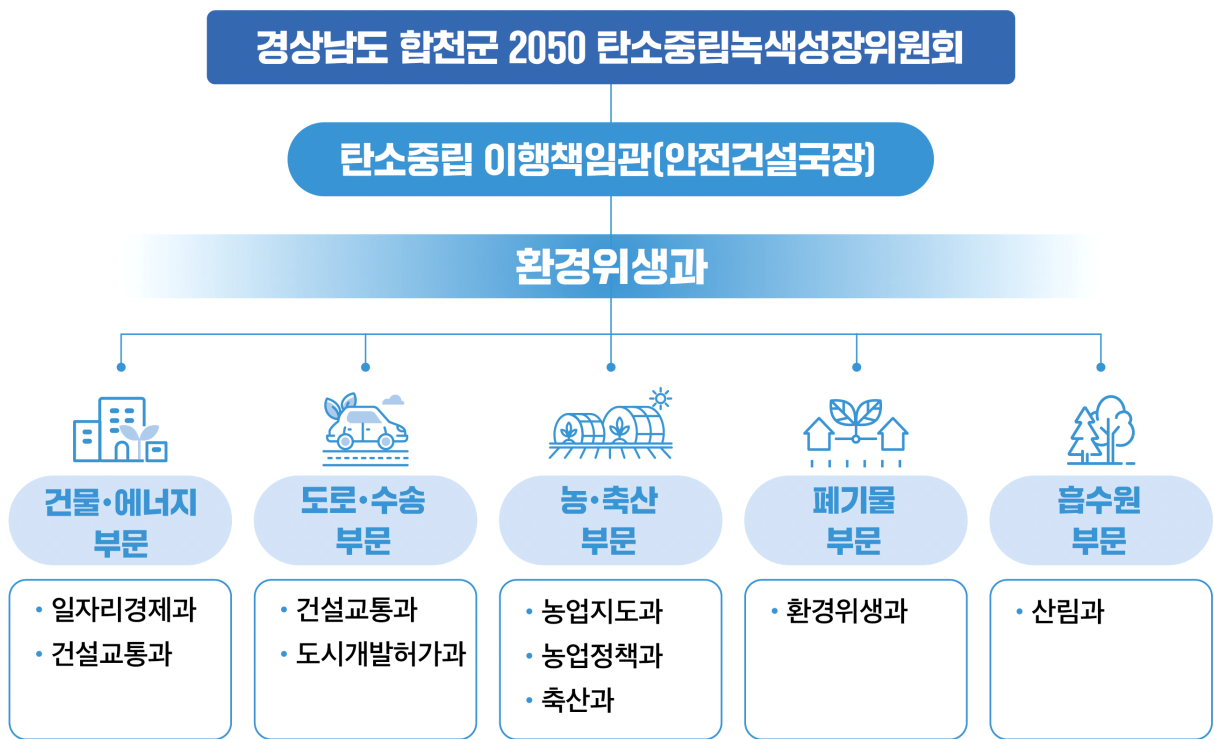 경상남도 합천군 2050 탄소중립녹색성장위원회
탄소중립 이행책임관(안전건설국장)
환경위생과
건물·에너지
부문
• 일자리경제과
• 건설교통과
도로·수송
부문
• 건설교통과
• 도시개발허가과
농·축산
부문
• 농업지도과
• 농업정책과
• 축산과
폐기물
부문
• 환경위생과
흡수원
부문
• 산림과